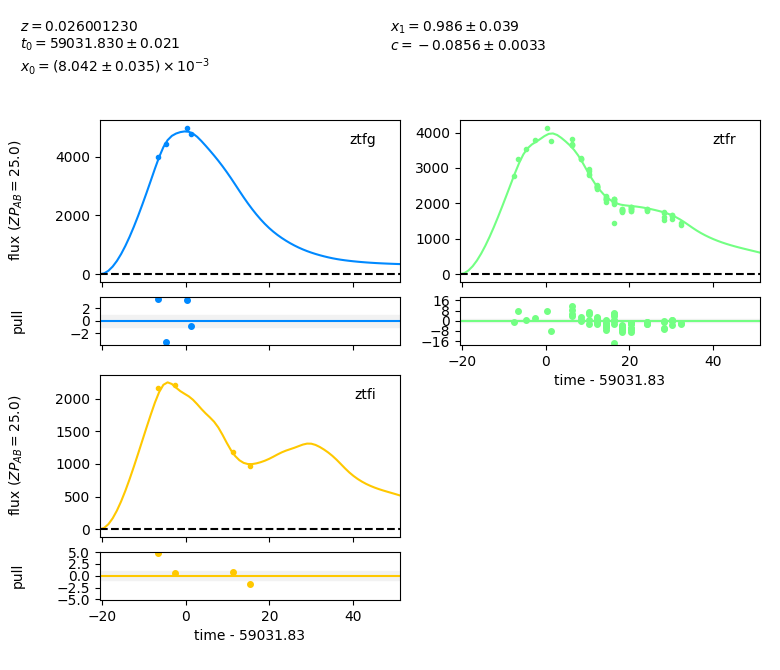 z = 0.026001230
t₀ = 59031.830 ± 0.021
x₀ = (8.042 ± 0.035) × 10⁻³
x₁ = 0.986 ± 0.039
c = −0.0856 ± 0.0033
flux (ZP_AB = 25.0)
4000
2000
0
ztfg
4000
3000
2000
1000
0
ztfr
pull
2
0
−2
16
8
0
−8
−16
−20
0
20
40
time - 59031.83
flux (ZP_AB = 25.0)
2000
1500
1000
500
0
ztfi
pull
5.0
2.5
0.0
−2.5
−5.0
−20
0
20
40
time - 59031.83